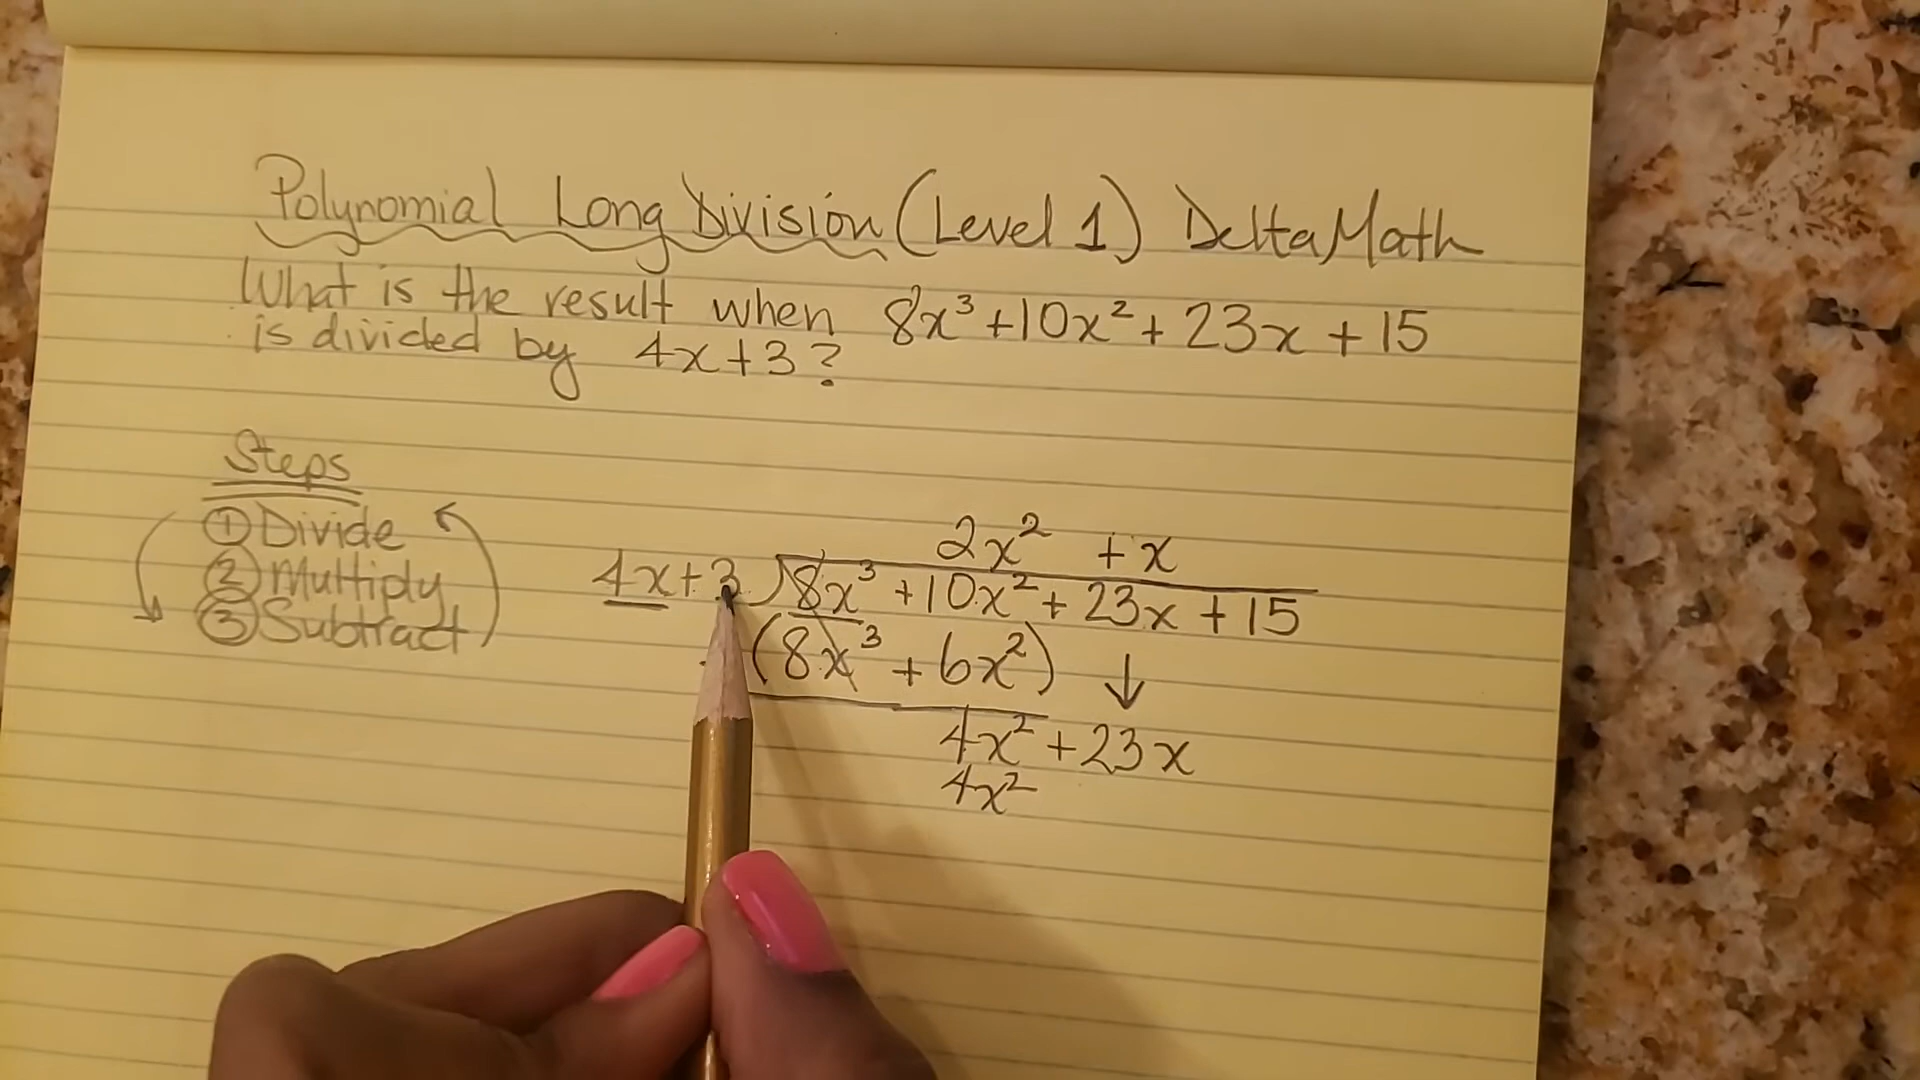 Polynomial Long Division (Level 1) DeltaMath
What is the result when 8x³ + 10x² + 23x + 15
is divided by 4x + 3?
Steps
① Divide
② Multiply
③ Subtract
2x² + x
4x + 3 ) 8x³ + 10x² + 23x + 15
(8x³ + 6x²) ↓
4x² + 23x
4x²